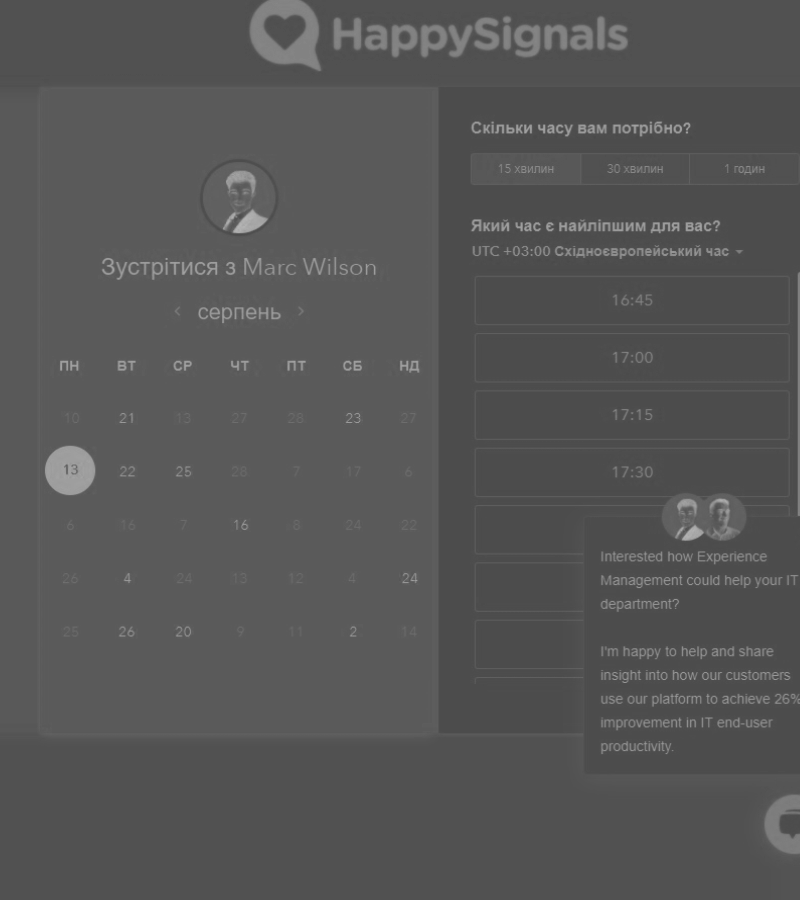 HappySignals
Зустрітися з Marc Wilson
серпень
ПН ВТ СР ЧТ ПТ СБ НД
10 21 13 27 28 23 27
13 22 25 28 7 17 6
6 16 7 16 8 24 22
26 4 24 13 12 4 24
25 26 20 9 11 2 14
Скільки часу вам потрібно?
15 хвилин 30 хвилин 1 годин
Який час є найліпшим для вас?
UTC +03:00 Східноєвропейський час
16:45
17:00
17:15
17:30
Interested how Experience
Management could help your IT
department?
I'm happy to help and share
insight into how our customers
use our platform to achieve 26%
improvement in IT end-user
productivity.